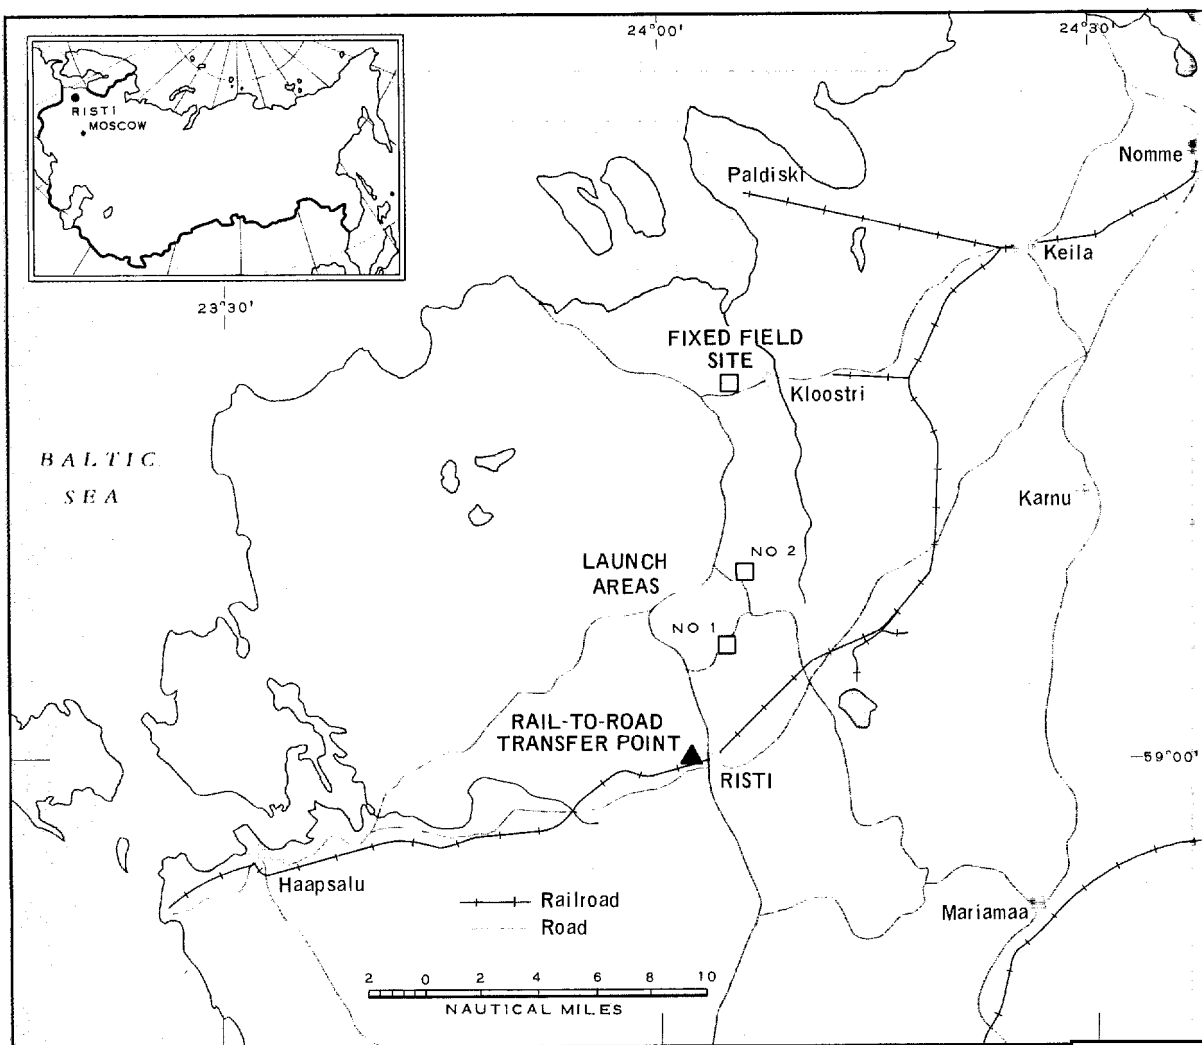 24°00'
24°30'
RISTI
MOSCOW
Nomme
Paldiski
Keila
23°30'
FIXED FIELD
SITE
Kloostri
BALTIC
SEA
Karnu
NO 2
LAUNCH
AREAS
NO 1
RAIL-TO-ROAD
TRANSFER POINT
59°00'
RISTI
Haapsalu
Railroad
Mariamaa
Road
2 0 2 4 6 8 10
NAUTICAL MILES